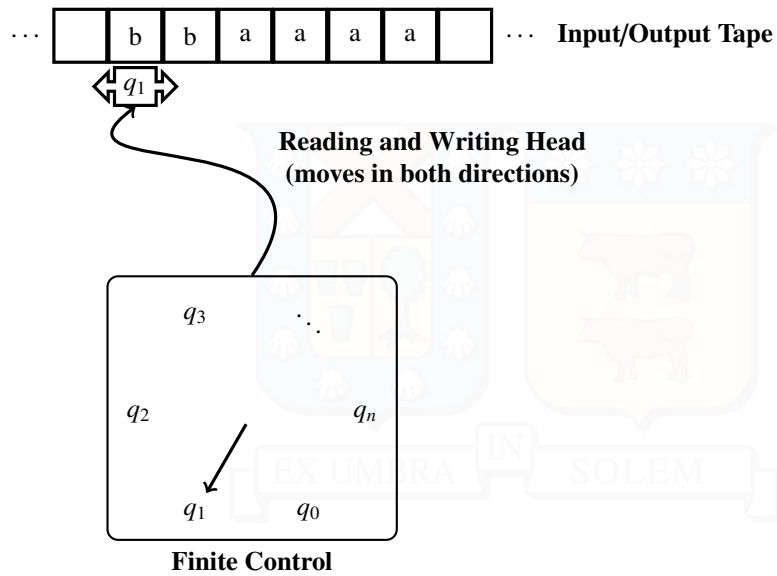 ... b b a a a a ... Input/Output Tape
q1
Reading and Writing Head
(moves in both directions)
q3 ⋱
q2 qn
q1 q0
Finite Control
EX UMBRA IN SOLEM